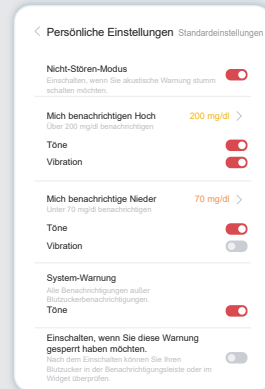 Persönliche Einstellungen Standardeinstellungen
Nicht-Stören-Modus
Einschalten, wenn Sie akustische Warnung stumm
schalten möchten.
Mich benachrichtigen Hoch 200 mg/dl
Über 200 mg/dl benachrichtigen
Töne
Vibration
Mich benachrichtige Nieder 70 mg/dl
Unter 70 mg/dl benachrichtigen
Töne
Vibration
System-Warnung
Alle Benachrichtigungen außer
Blutzuckerbenachrichtigungen.
Töne
Einschalten, wenn Sie diese Warnung
gesperrt haben möchten.
Nach dem Einschalten können Sie Ihren
Blutzucker in der Benachrichtigungsleiste oder im
Widget überprüfen.